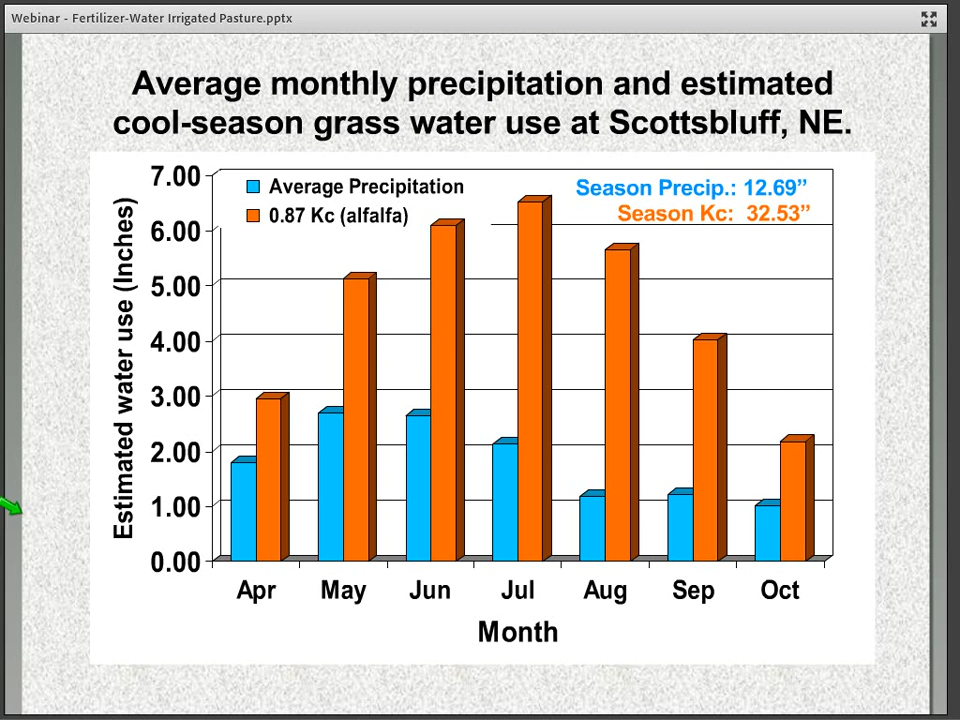 Webinar - Fertilizer-Water Irrigated Pasture.pptx
Average monthly precipitation and estimated
cool-season grass water use at Scottsbluff, NE.
Estimated water use (Inches)
7.00
6.00
5.00
4.00
3.00
2.00
1.00
0.00
Average Precipitation
0.87 Kc (alfalfa)
Season Precip.: 12.69”
Season Kc: 32.53”
Apr May Jun Jul Aug Sep Oct
Month